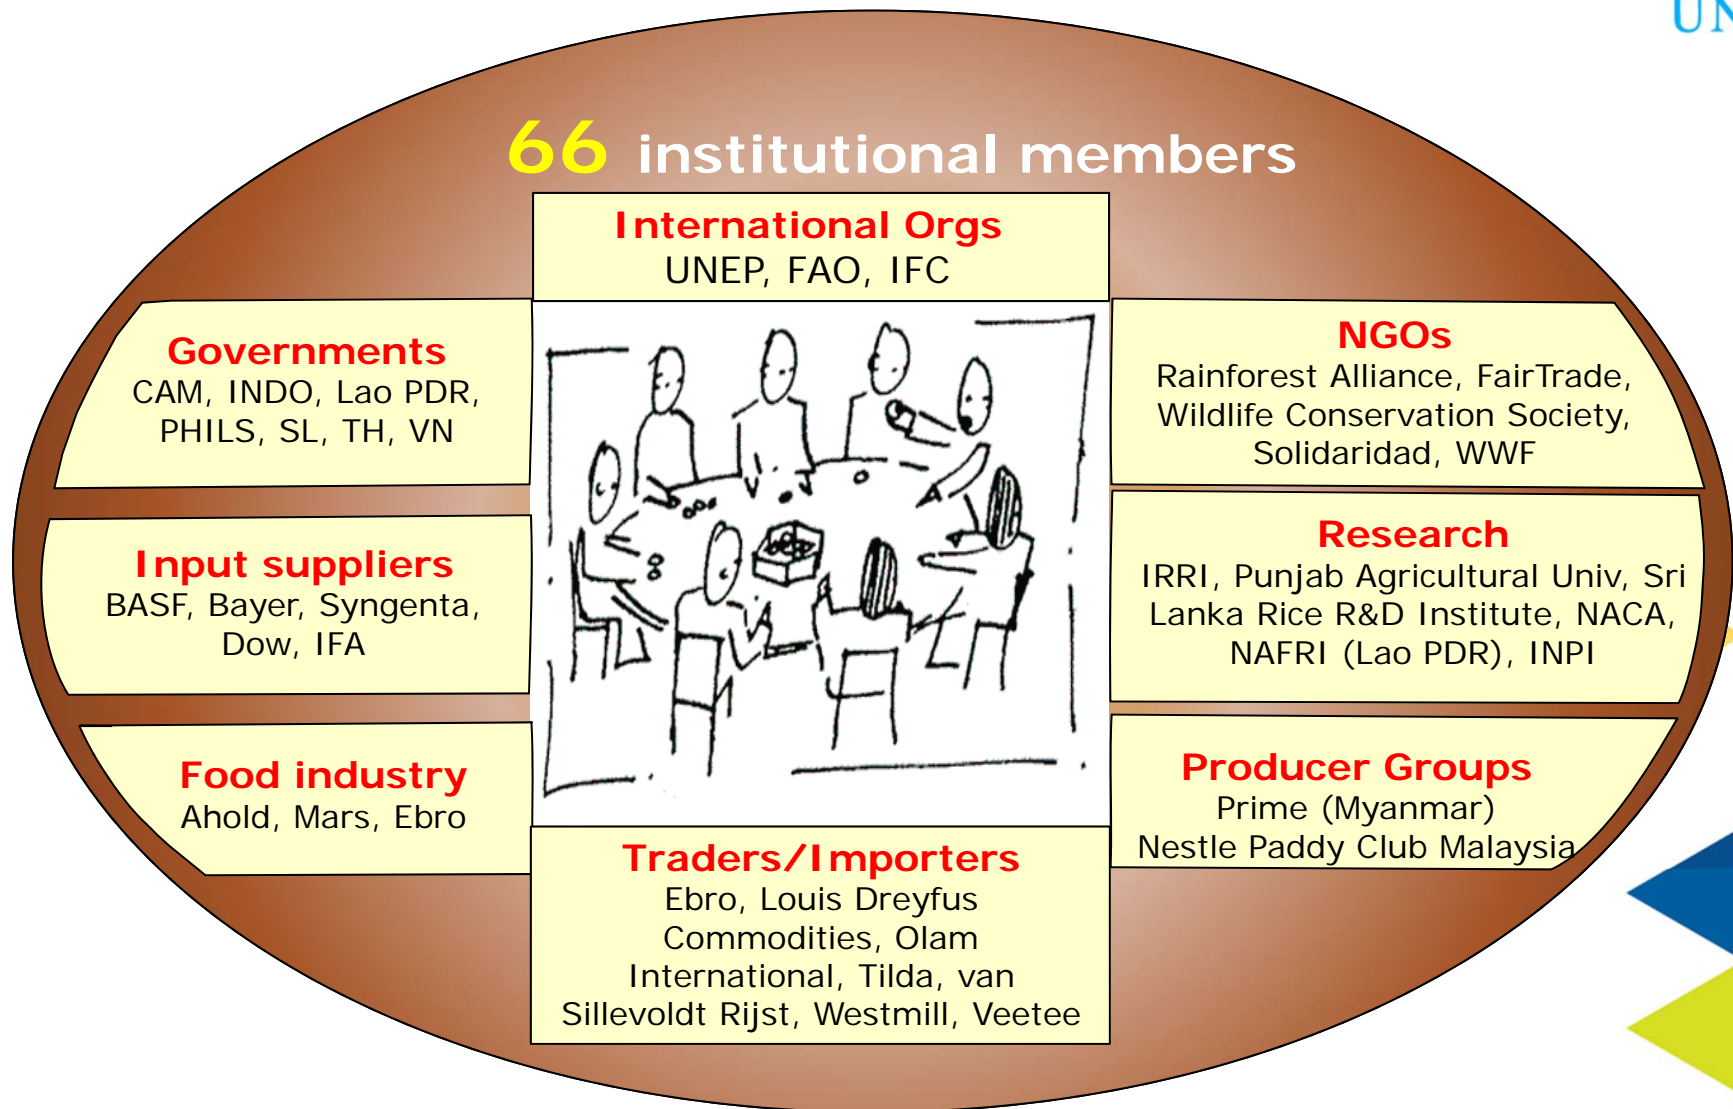 66 institutional members
International Orgs
UNEP, FAO, IFC
Governments
CAM, INDO, Lao PDR,
PHILS, SL, TH, VN
Input suppliers
BASF, Bayer, Syngenta,
Dow, IFA
Food industry
Ahold, Mars, Ebro
NGOs
Rainforest Alliance, FairTrade,
Wildlife Conservation Society,
Solidaridad, WWF
Research
IRRI, Punjab Agricultural Univ, Sri
Lanka Rice R&D Institute, NACA,
NAFRI (Lao PDR), INPI
Producer Groups
Prime (Myanmar)
Nestle Paddy Club Malaysia
Traders/Importers
Ebro, Louis Dreyfus
Commodities, Olam
International, Tilda, van
Sillevoldt Rijst, Westmill, Veetee